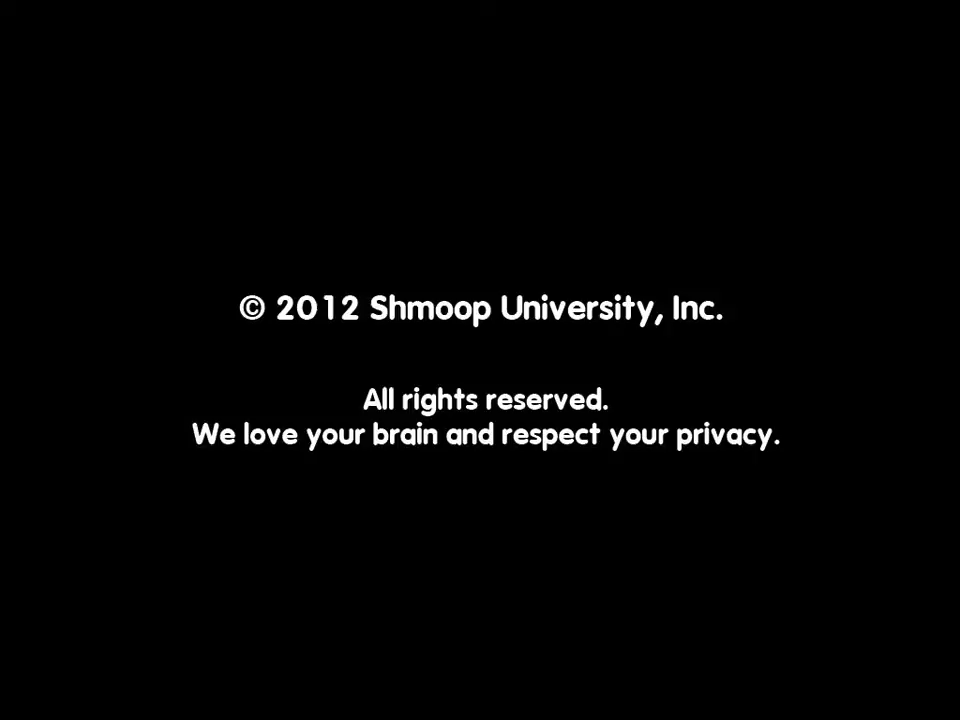 © 2012 Shmoop University, Inc.
All rights reserved.
We love your brain and respect your privacy.